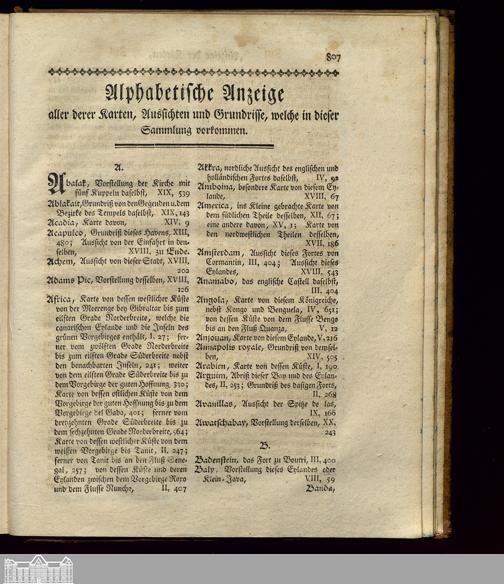 807
Alphabetische Anzeige
aller derer Karten, Aussichten und Grundrisse, welche in dieser
Sammlung vorkommen.
A.
Abalak, Vorstellung der Kirche mit
fünf Kuppeln daselbst, XIX, 539
Ablakait, Grundriß von den Gegenden u. dem
Bezirke des Tempels daselbst, XIX, 143
Acadia, Karte davon, XIV. 9
Acapulco, Grundriß dieses Havens, XIII,
480; Aussicht von der Einfahrt in den-
selben, XVIII, zu Ende.
Achem, Aussicht von dieser Stadt, XVIII,
202
Adams Pic, Vorstellung desselben, XVIII,
126
Africa, Karte von dessen westlicher Küste
von der Meerenge bey Gibraltar bis zum
eilften Grade Norderbreite, welche die
canarischen Eylande und die Inseln des
grünen Vorgebirges enthält, I, 27; fer-
ner vom zwölften Grade Norderbreite
bis zum eilften Grade Süderbreite nebst
den benachbarten Inseln, 241; weiter
von dem eilften Grade Süderbreite bis zu
dem Vorgebirge der guten Hoffnung, 330;
Karte von dessen östlichen Küste von dem
Vorgebirge der guten Hoffnung bis zu dem
Vorgebirge del Gada, 401; ferner vom
dreyzehnten Grade Süderbreite bis zu
dem sechzehnten Grade Norderbreite, 564;
Karte von dessen westlicher Küste von dem
weißen Vorgebirge bis Tanit, II, 247;
ferner von Tanit bis an den Fluß Sene-
gal, 257; von dessen Küste und deren
Eylanden zwischen dem Vorgebirge Roxo
und dem Flusse Nuncho, II, 407
Akkra, nordliche Aussicht des englischen und
holländischen Fortes daselbst, IV, 92
Amboina, besondere Karte von diesem Ey-
lande, XVIII, 67
America, ins Kleine gebrachte Karte von
dem südlichen Theile desselben, XII, 67;
eine andere davon, XV, 1; Karte von
den nordwestlichen Theilen desselben,
XVII, 186
Amsterdam, Aussicht dieses Fortes von
Cormantin, III, 404; Aussicht dieses
Eylandes, XVIII, 543
Anamabo, das englische Castell daselbst,
III. 404
Angola, Karte von diesem Königreiche,
nebst Kongo und Benguela, IV, 651;
von dessen Küste von dem Flusse Bengo
bis an den Fluß Quanza, V, 12
Anjouan, Karte von diesem Eylande, V, 216
Annapolis royale, Grundriß von demsel-
ben, XIV, 505
Arabien, Karte von dessen Küste, I, 190
Arguim, Abriß dieser Bay und des Eylan-
des, II, 253; Grundriß des dasigen Forts,
II, 268
Avanillas, Aussicht der Spitze de las,
IX, 166
Awatschabay, Vorstellung derselben, XX,
243
B.
Badenstein, das Fort zu Boutri, III, 400
Baly, Vorstellung dieses Eylandes oder
Klein-Java, VIII, 59
Banda,